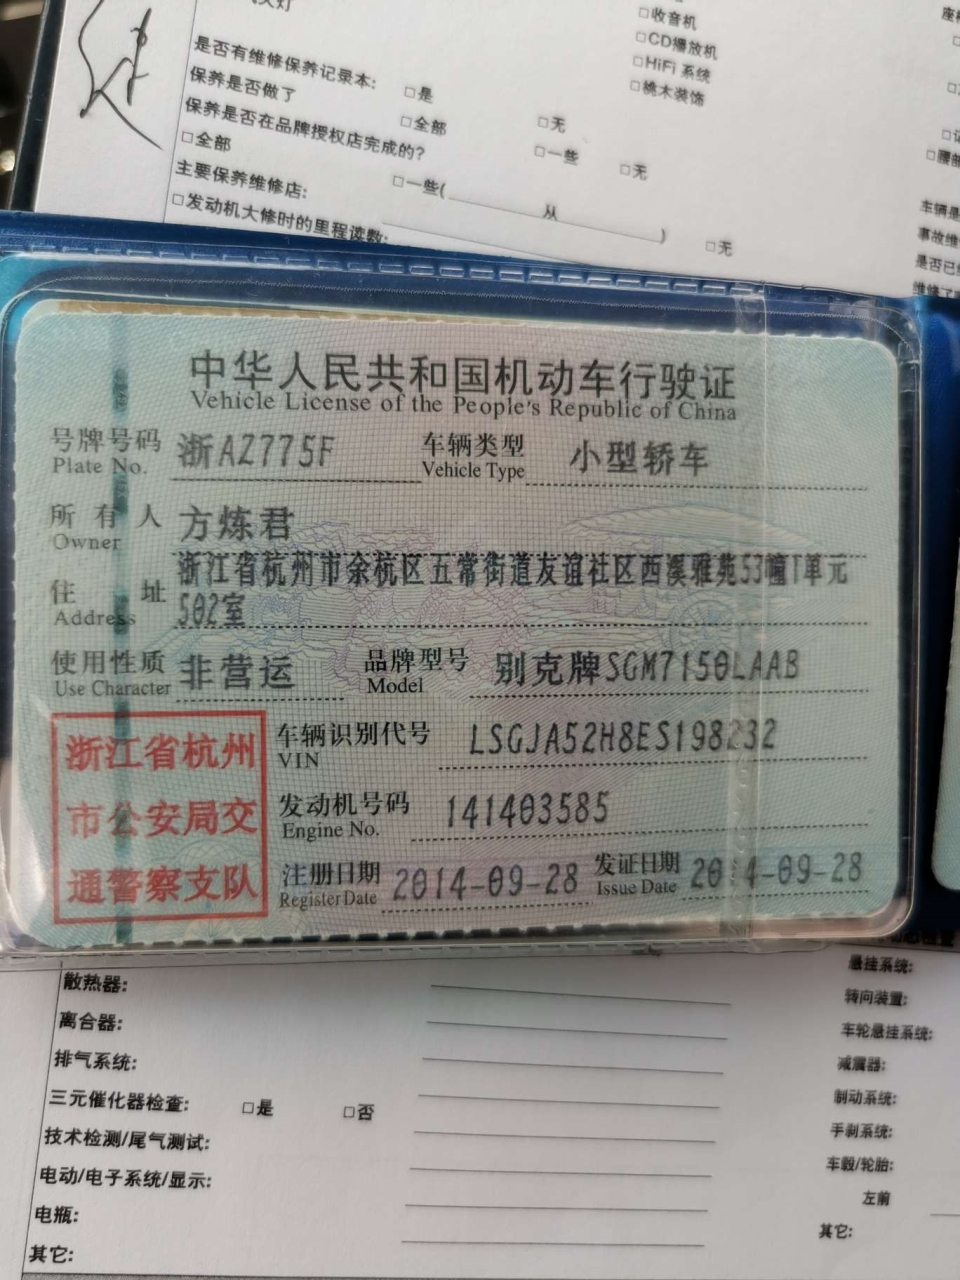 是否有维修保养记录本: □是
保养是否做了 □全部 □无
保养是否在品牌授权店完成的? □一些 □无
□全部
主要保养维修店: □一些( 从 ) □无
□发动机大修时的里程读数:
□收音机
□CD播放机
□HiFi 系统
□桃木装饰
中华人民共和国机动车行驶证
Vehicle License of the People's Republic of China
号牌号码 浙AZ775F 车辆类型 小型轿车
Plate No. Vehicle Type
所有人 方炼君
Owner
住址 浙江省杭州市余杭区五常街道友谊社区西溪雅苑53幢1单元
Address 502室
使用性质 非营运 品牌型号 别克牌SGM7150LAAB
Use Character Model
浙江省杭州
市公安局交
通警察支队
车辆识别代号 LSGJA52H8ES198232
VIN
发动机号码 141403585
Engine No.
注册日期 2014-09-28 发证日期 2014-09-28
Register Date Issue Date
散热器:
离合器:
排气系统:
三元催化器检查: □是 □否
技术检测/尾气测试:
电动/电子系统/显示:
电瓶:
其它:
悬挂系统:
转向装置:
车轮悬挂系统:
减震器:
制动系统:
手刹系统:
车毂/轮胎:
左前
其它: